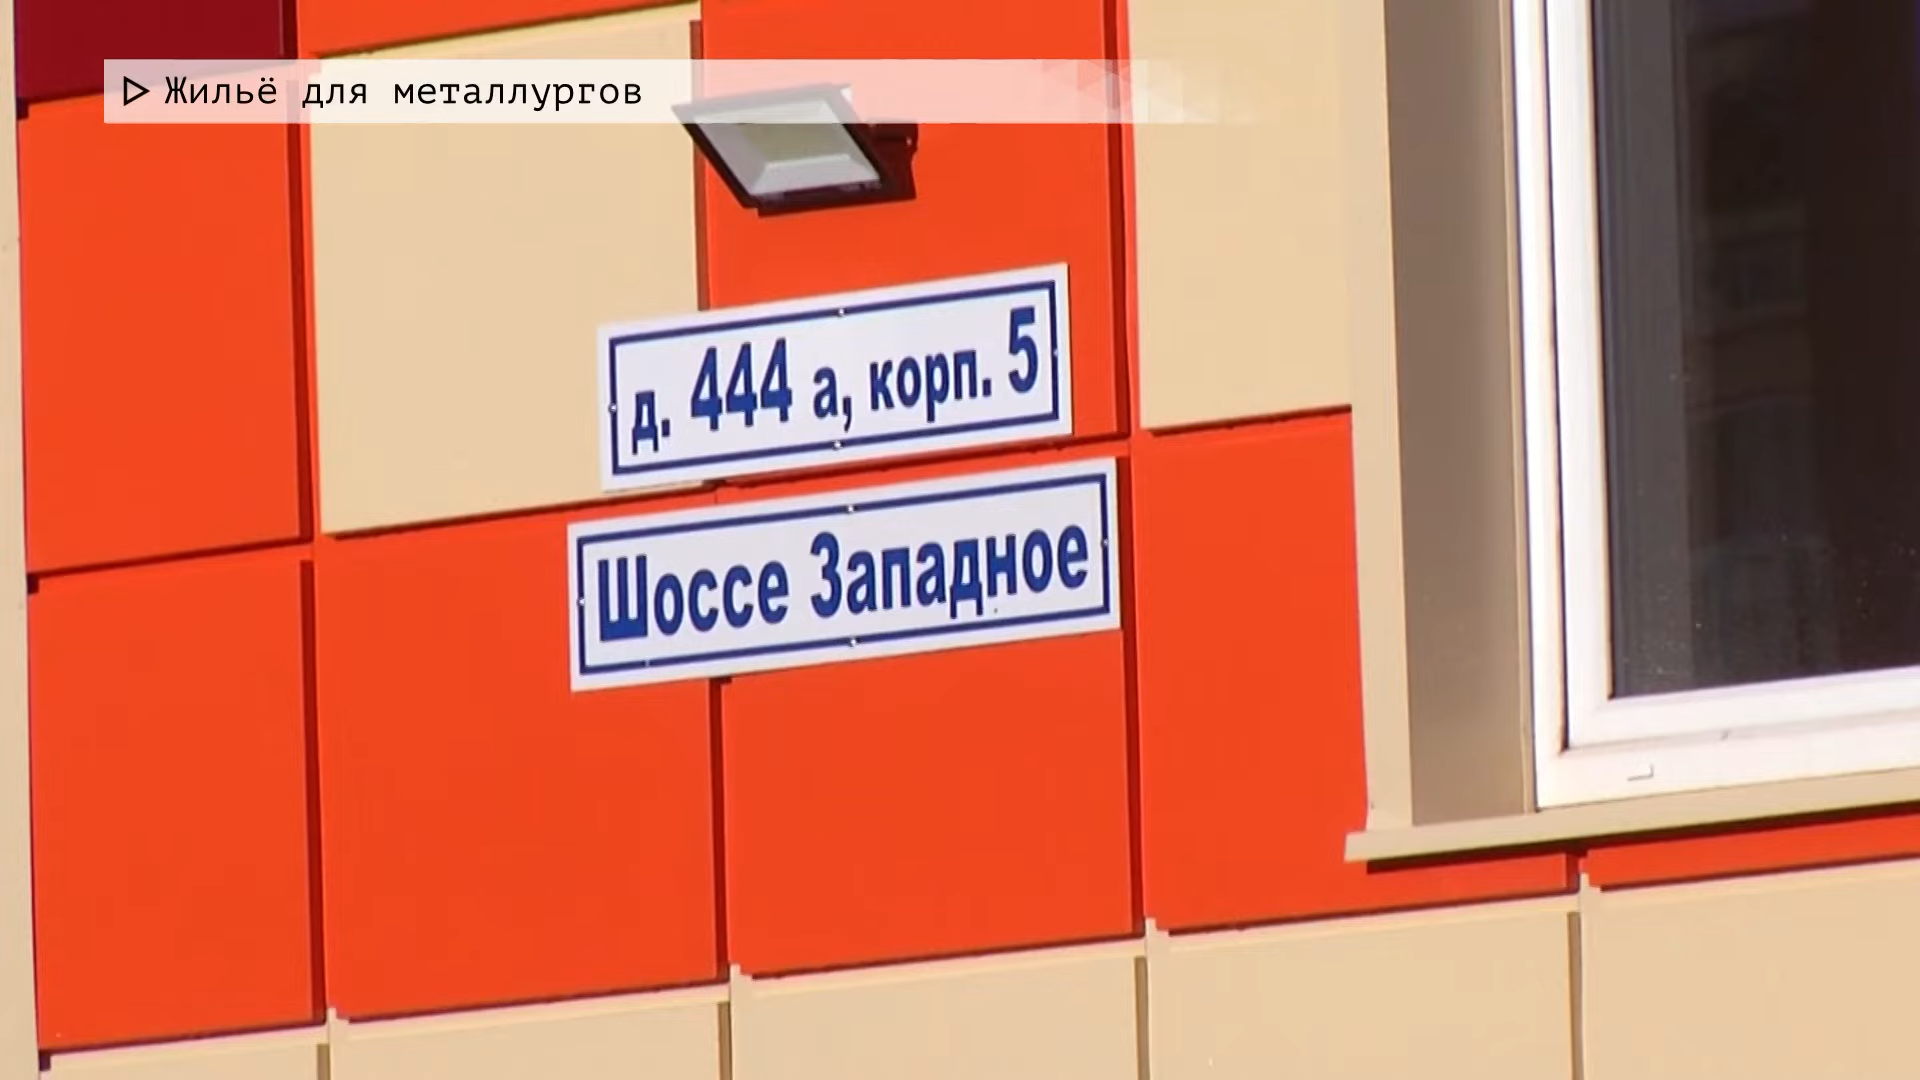 Жильё для металлургов
д. 444 а, корп. 5
Шоссе Западное